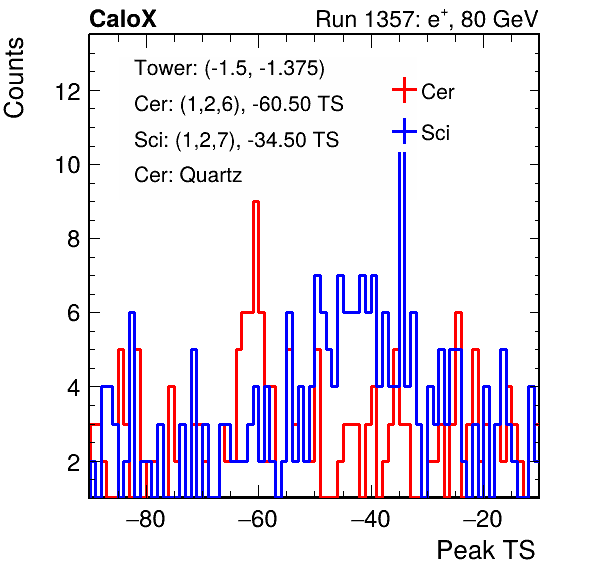 CaloX Run 1357: e⁺, 80 GeV
Counts
Tower: (-1.5, -1.375)
Cer: (1,2,6), -60.50 TS
Sci: (1,2,7), -34.50 TS
Cer: Quartz
Cer
Sci
12
10
8
6
4
2
−80 −60 −40 −20
Peak TS